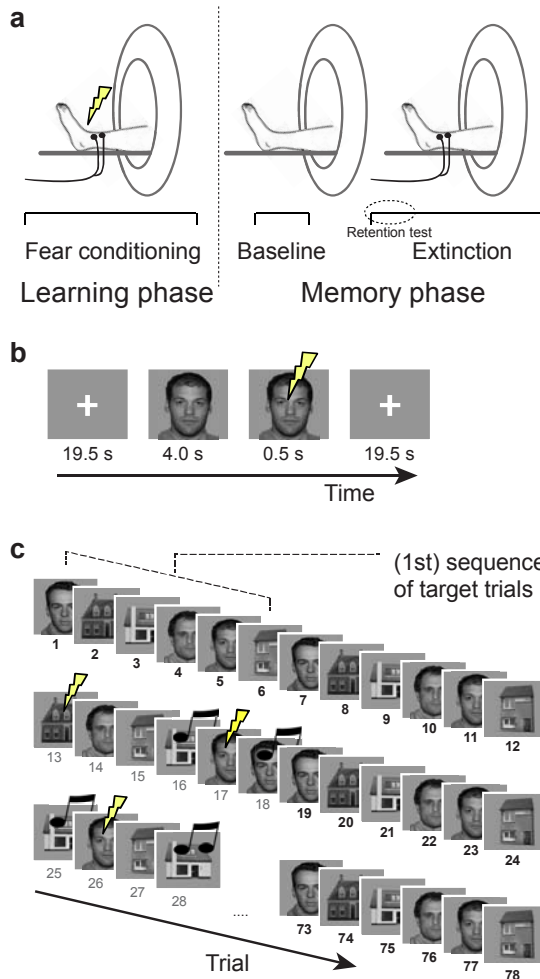 a
Retention test
Fear conditioning
Baseline
Extinction
Learning phase
Memory phase
b
19.5 s
4.0 s
0.5 s
19.5 s
Time
c
(1st) sequence
of target trials
1
2
3
4
5
6
7
8
9
10
11
12
13
14
15
16
17
18
19
20
21
22
23
24
25
26
27
28
....
73
74
75
76
77
78
Trial